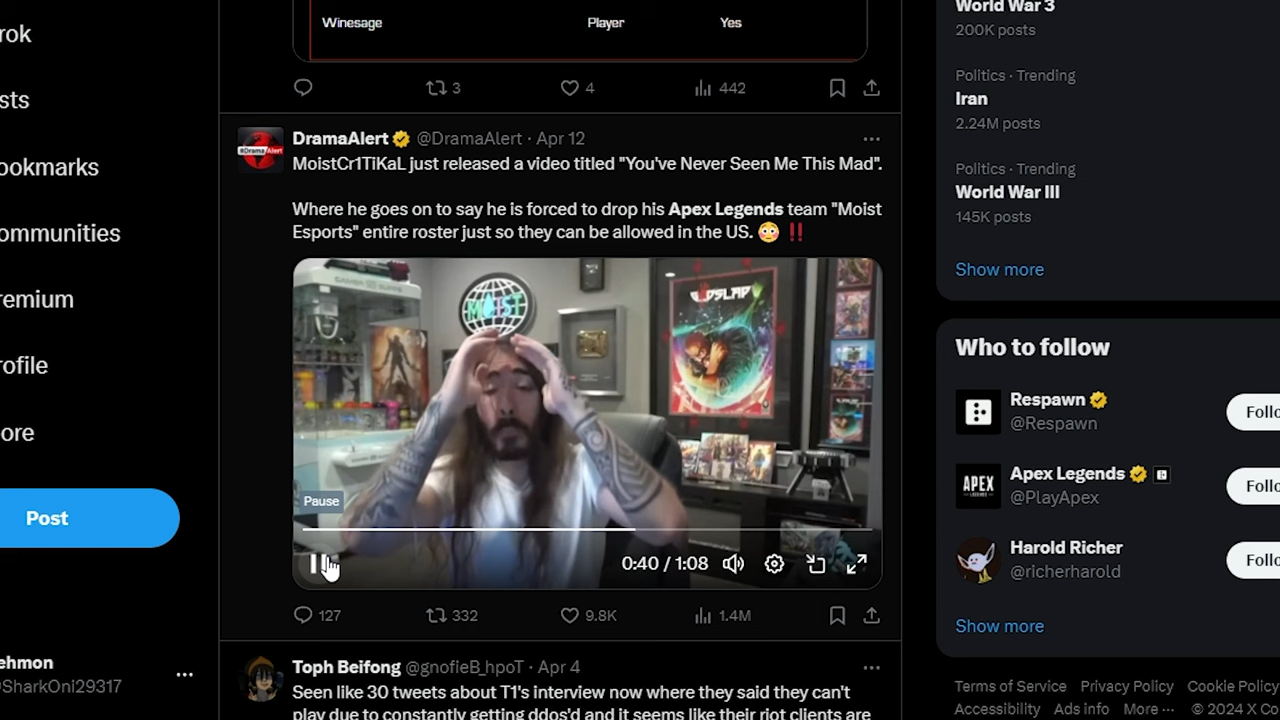 rok
sts
ookmarks
ommunities
remium
rofile
ore
Post
ehmon
SharkOni29317
Winesage Player Yes
3 4 442
DramaAlert @DramaAlert · Apr 12
MoistCr1TiKaL just released a video titled "You've Never Seen Me This Mad".
Where he goes on to say he is forced to drop his Apex Legends team "Moist
Esports" entire roster just so they can be allowed in the US. 😳 ‼️
MOIST
Pause
0:40 / 1:08
127 332 9.8K 1.4M
Toph Beifong @gnofieB_hpoT · Apr 4
Seen like 30 tweets about T1's interview now where they said they can't
play due to constantly getting ddos'd and it seems like their riot clients are
World War 3
200K posts
Politics · Trending
Iran
2.24M posts
Politics · Trending
World War III
145K posts
Show more
Who to follow
Respawn
@Respawn
Follo
APEX
Apex Legends
@PlayApex
Follo
Harold Richer
@richerharold
Follo
Show more
Terms of Service Privacy Policy Cookie Policy
Accessibility Ads info More ··· © 2024 X Co